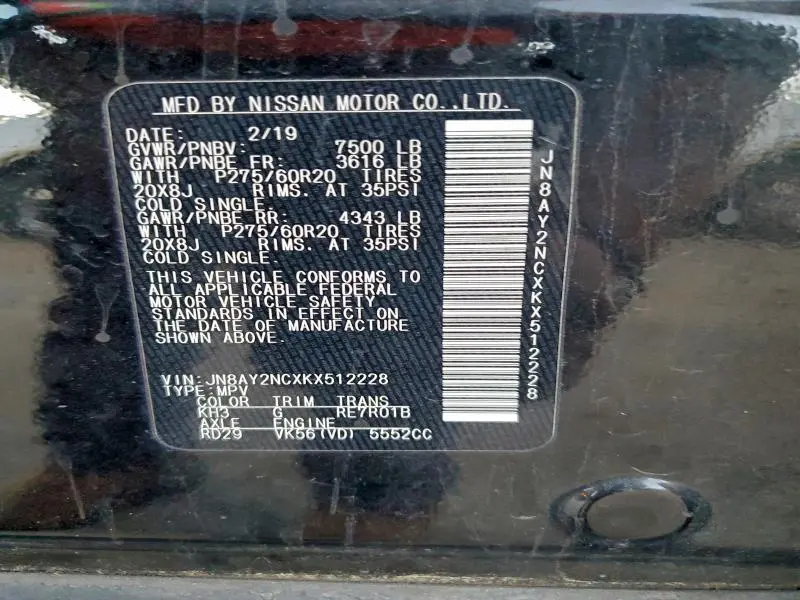 MFD BY NISSAN MOTOR CO.,LTD.
DATE: 2/19
GVWR/PNBV: 7500 LB
GAWR/PNBE FR: 3616 LB
WITH P275/60R20 TIRES
20X8J RIMS. AT 35PSI
COLD SINGLE.
GAWR/PNBE RR: 4343 LB
WITH P275/60R20 TIRES
20X8J RIMS. AT 35PSI
COLD SINGLE.
THIS VEHICLE CONFORMS TO
ALL APPLICABLE FEDERAL
MOTOR VEHICLE SAFETY
STANDARDS IN EFFECT ON
THE DATE OF MANUFACTURE
SHOWN ABOVE.
VIN: JN8AY2NCXKX512228
TYPE: MPV
COLOR TRIM TRANS
KH3 G RE7R01B
AXLE ENGINE
RD29 VK56(VD) 5552CC
JN8AY2NCXKX512228